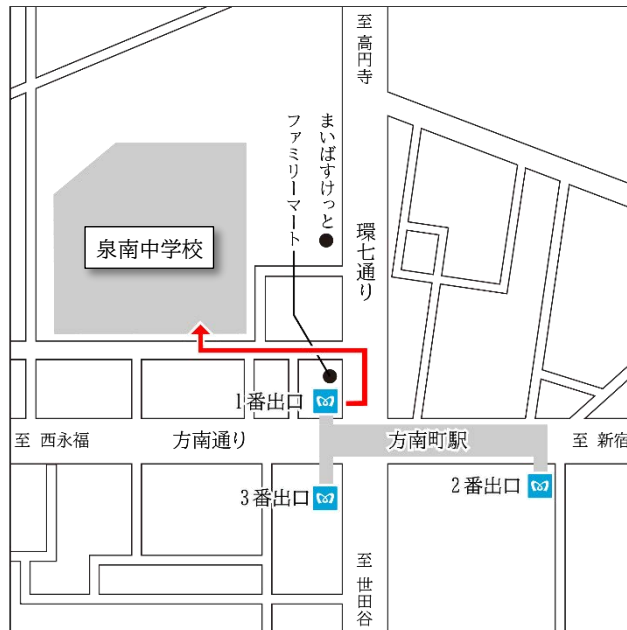 至 高円寺
まいばすけっと
ファミリーマート
環七通り
泉南中学校
1番出口
至 西永福
方南通り
方南町駅
至 新宿
3番出口
2番出口
至 世田谷